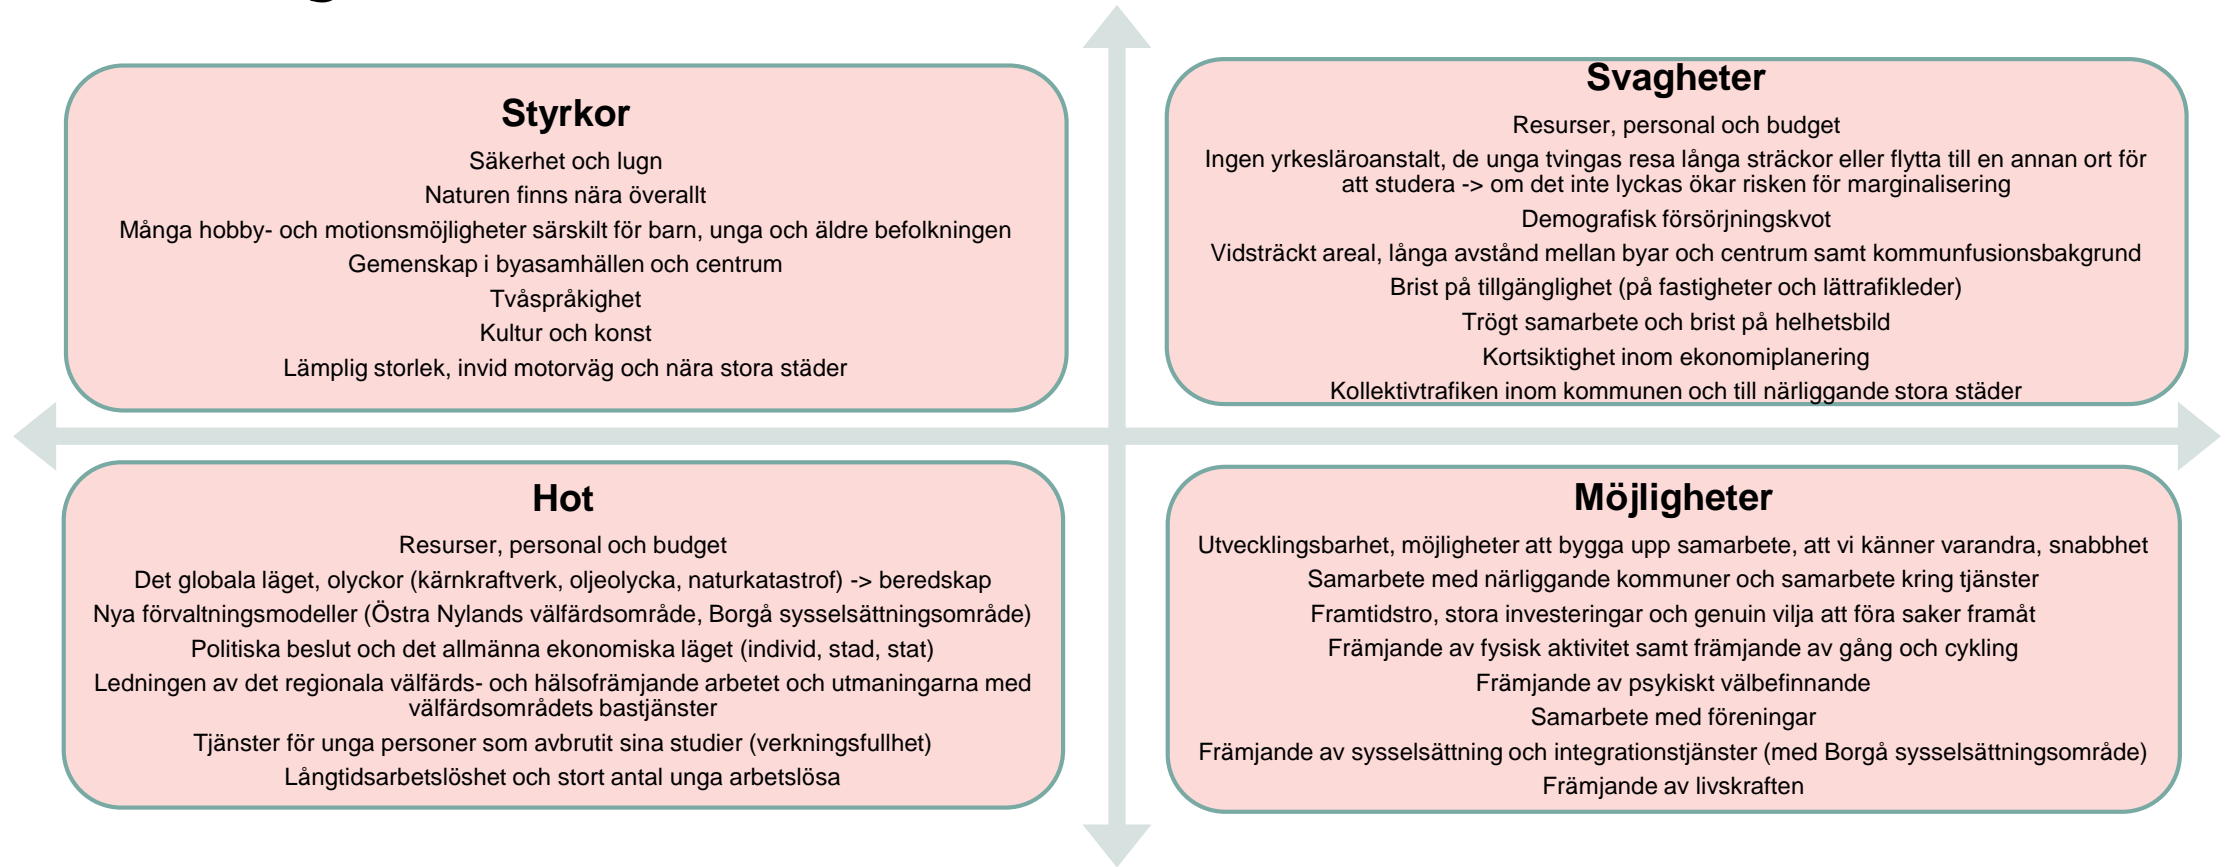 Styrkor
Säkerhet och lugn
Naturen finns nära överallt
Många hobby- och motionsmöjligheter särskilt för barn, unga och äldre befolkningen
Gemenskap i byasamhällen och centrum
Tvåspråkighet
Kultur och konst
Lämplig storlek, invid motorväg och nära stora städer
Svagheter
Resurser, personal och budget
Ingen yrkesläroanstalt, de unga tvingas resa långa sträckor eller flytta till en annan ort för
att studera -> om det inte lyckas ökar risken för marginalisering
Demografisk försörjningskvot
Vidsträckt areal, långa avstånd mellan byar och centrum samt kommunfusionsbakgrund
Brist på tillgänglighet (på fastigheter och lättrafikleder)
Trögt samarbete och brist på helhetsbild
Kortsiktighet inom ekonomiplanering
Kollektivtrafiken inom kommunen och till närliggande stora städer
Hot
Resurser, personal och budget
Det globala läget, olyckor (kärnkraftverk, oljeolycka, naturkatastrof) -> beredskap
Nya förvaltningsmodeller (Östra Nylands välfärdsområde, Borgå sysselsättningsområde)
Politiska beslut och det allmänna ekonomiska läget (individ, stad, stat)
Ledningen av det regionala välfärds- och hälsofrämjande arbetet och utmaningarna med
välfärdsområdets bastjänster
Tjänster för unga personer som avbrutit sina studier (verkningsfullhet)
Långtidsarbetslöshet och stort antal unga arbetslösa
Möjligheter
Utvecklingsbarhet, möjligheter att bygga upp samarbete, att vi känner varandra, snabbhet
Samarbete med närliggande kommuner och samarbete kring tjänster
Framtidstro, stora investeringar och genuin vilja att föra saker framåt
Främjande av fysisk aktivitet samt främjande av gång och cykling
Främjande av psykiskt välbefinnande
Samarbete med föreningar
Främjande av sysselsättning och integrationstjänster (med Borgå sysselsättningsområde)
Främjande av livskraften